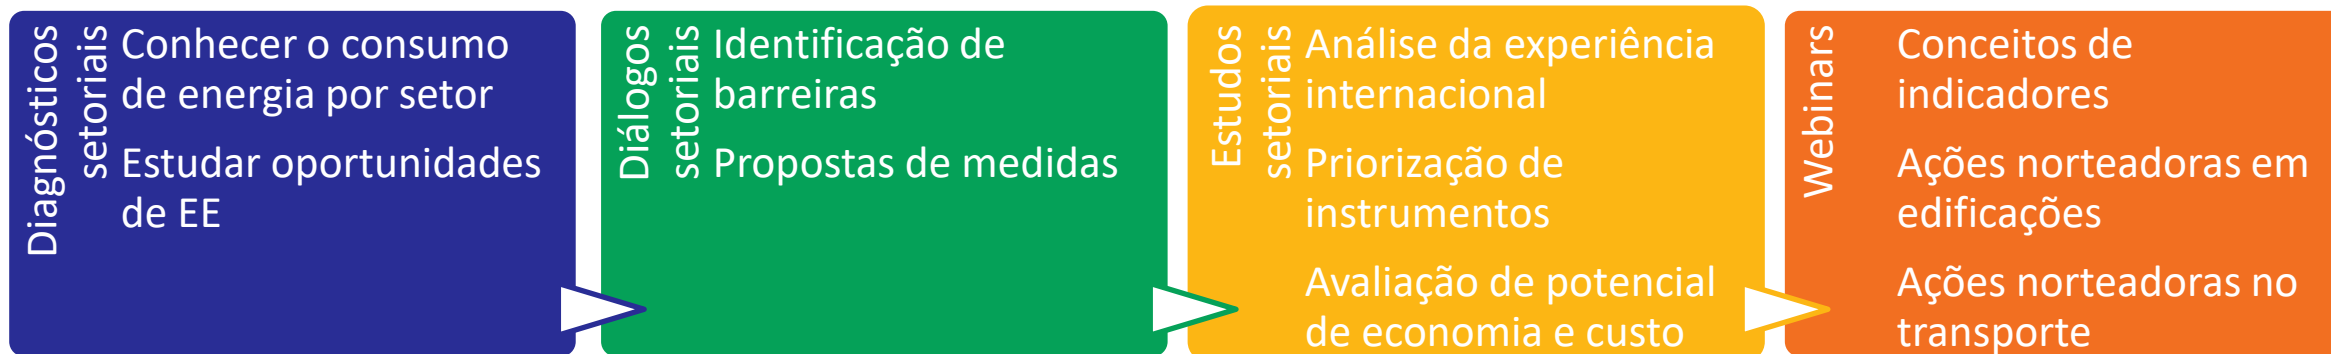 Diagnósticos
setoriais
Conhecer o consumo
de energia por setor
Estudar oportunidades
de EE
Diálogos
setoriais
Identificação de
barreiras
Propostas de medidas
Estudos
setoriais
Análise da experiência
internacional
Priorização de
instrumentos
Avaliação de potencial
de economia e custo
Webinars
Conceitos de
indicadores
Ações norteadoras em
edificações
Ações norteadoras no
transporte